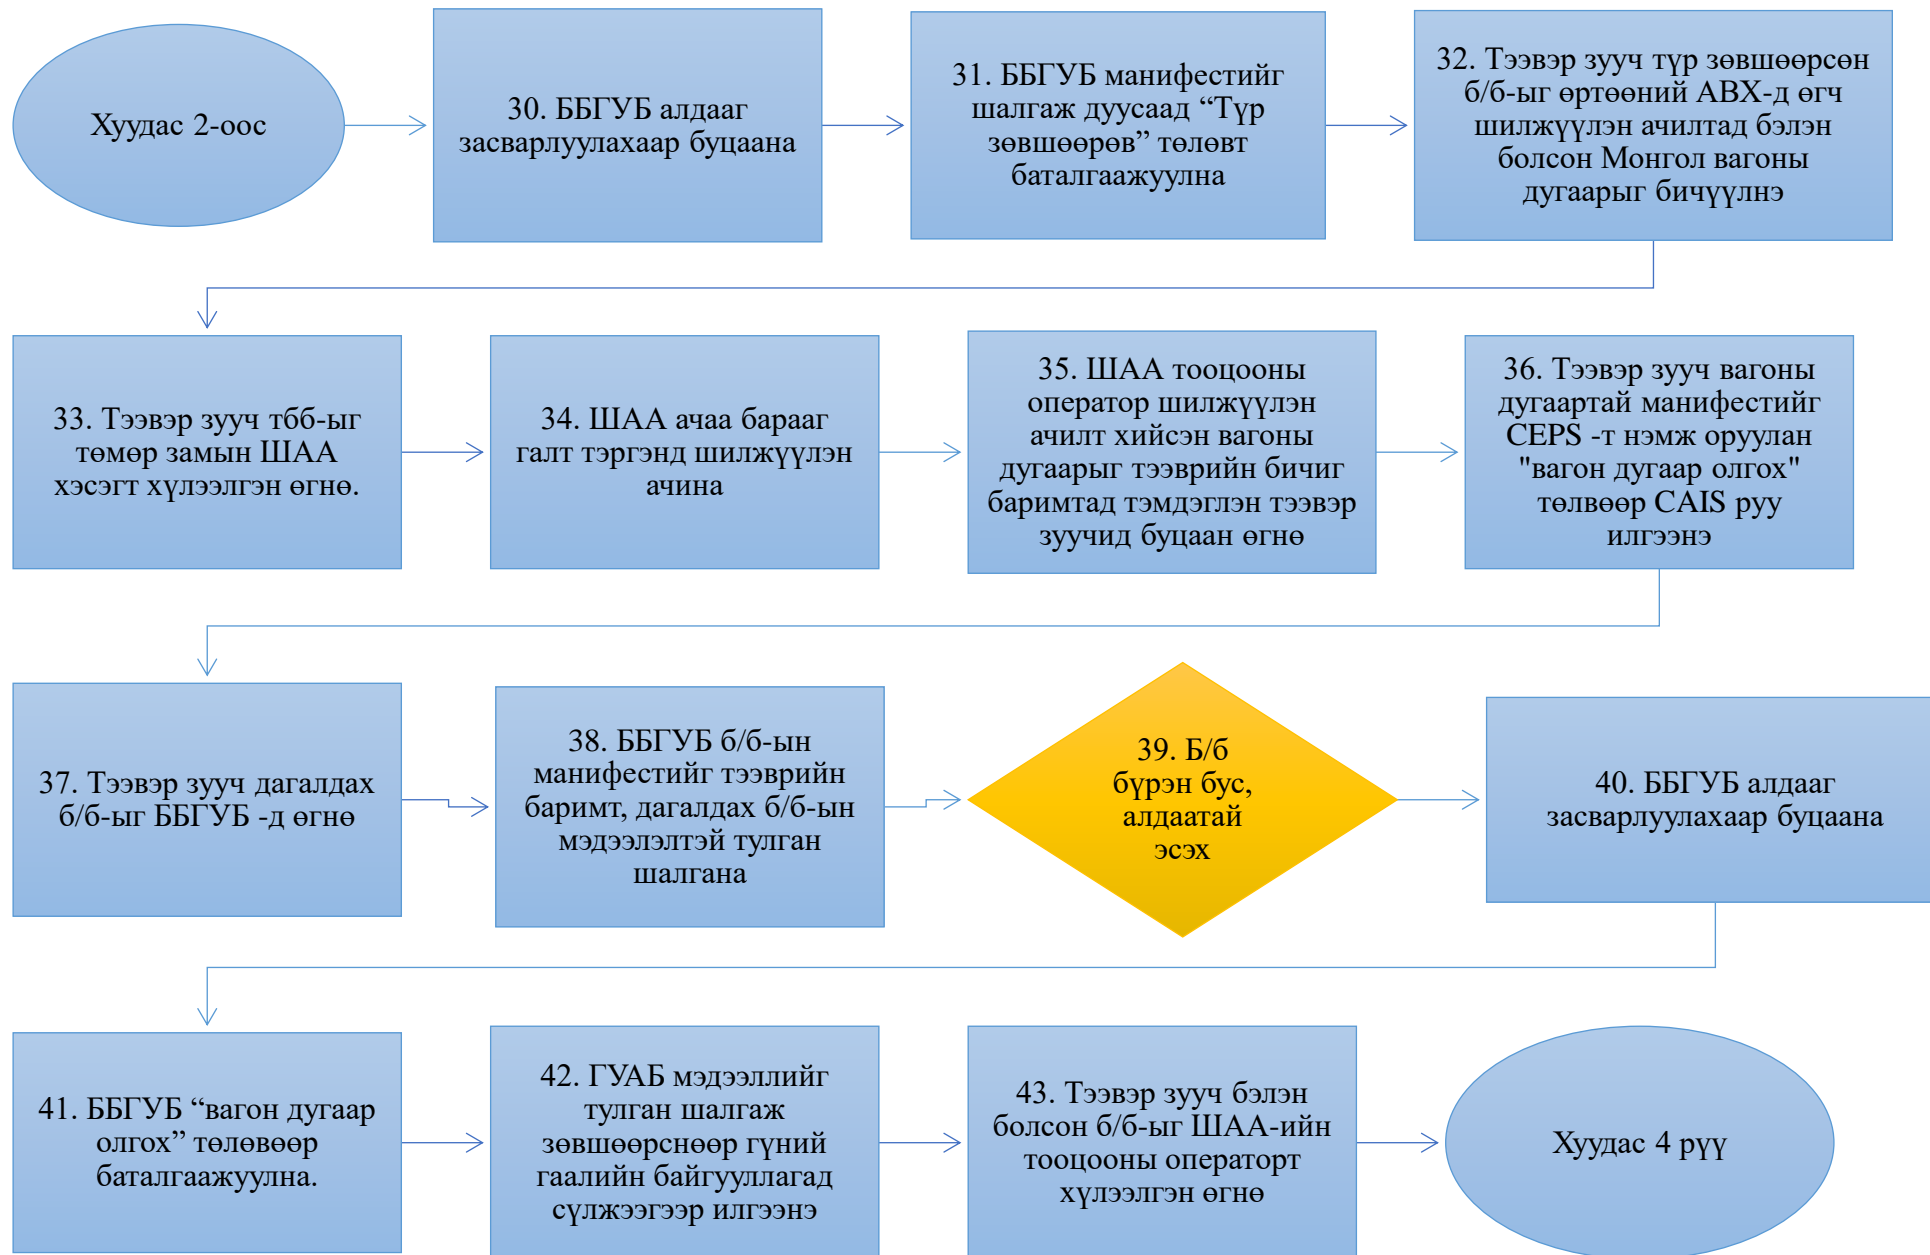 Хуудас 2-оос
30. ББГУБ алдааг
засварлуулахаар буцаана
31. ББГУБ манифестийг
шалгаж дуусаад “Түр
зөвшөөрөв” төлөвт
баталгаажуулна
32. Тээвэр зууч түр зөвшөөрсөн
б/б-ыг өртөөний АВХ-д өгч
шилжүүлэн ачилтад бэлэн
болсон Монгол вагоны
дугаарыг бичүүлнэ
33. Тээвэр зууч тбб-ыг
төмөр замын ШАА
хэсэгт хүлээлгэн өгнө.
34. ШАА ачаа барааг
галт тэргэнд шилжүүлэн
ачина
35. ШАА тооцооны
оператор шилжүүлэн
ачилт хийсэн вагоны
дугаарыг тээврийн бичиг
баримтад тэмдэглэн тээвэр
зуучид буцаан өгнө
36. Тээвэр зууч вагоны
дугаартай манифестийг
CEPS -т нэмж оруулан
"вагон дугаар олгох"
төлвөөр CAIS руу
илгээнэ
37. Тээвэр зууч дагалдах
б/б-ыг ББГУБ -д өгнө
38. ББГУБ б/б-ын
манифестийг тээврийн
баримт, дагалдах б/б-ын
мэдээлэлтэй тулган
шалгана
39. Б/б
бүрэн бус,
алдаатай
эсэх
40. ББГУБ алдааг
засварлуулахаар буцаана
41. ББГУБ “вагон дугаар
олгох” төлөвөөр
баталгаажуулна.
42. ГУАБ мэдээллийг
тулган шалгаж
зөвшөөрснөөр гүний
гаалийн байгууллагад
сүлжээгээр илгээнэ
43. Тээвэр зууч бэлэн
болсон б/б-ыг ШАА-ийн
тооцооны операторт
хүлээлгэн өгнө
Хуудас 4 рүү